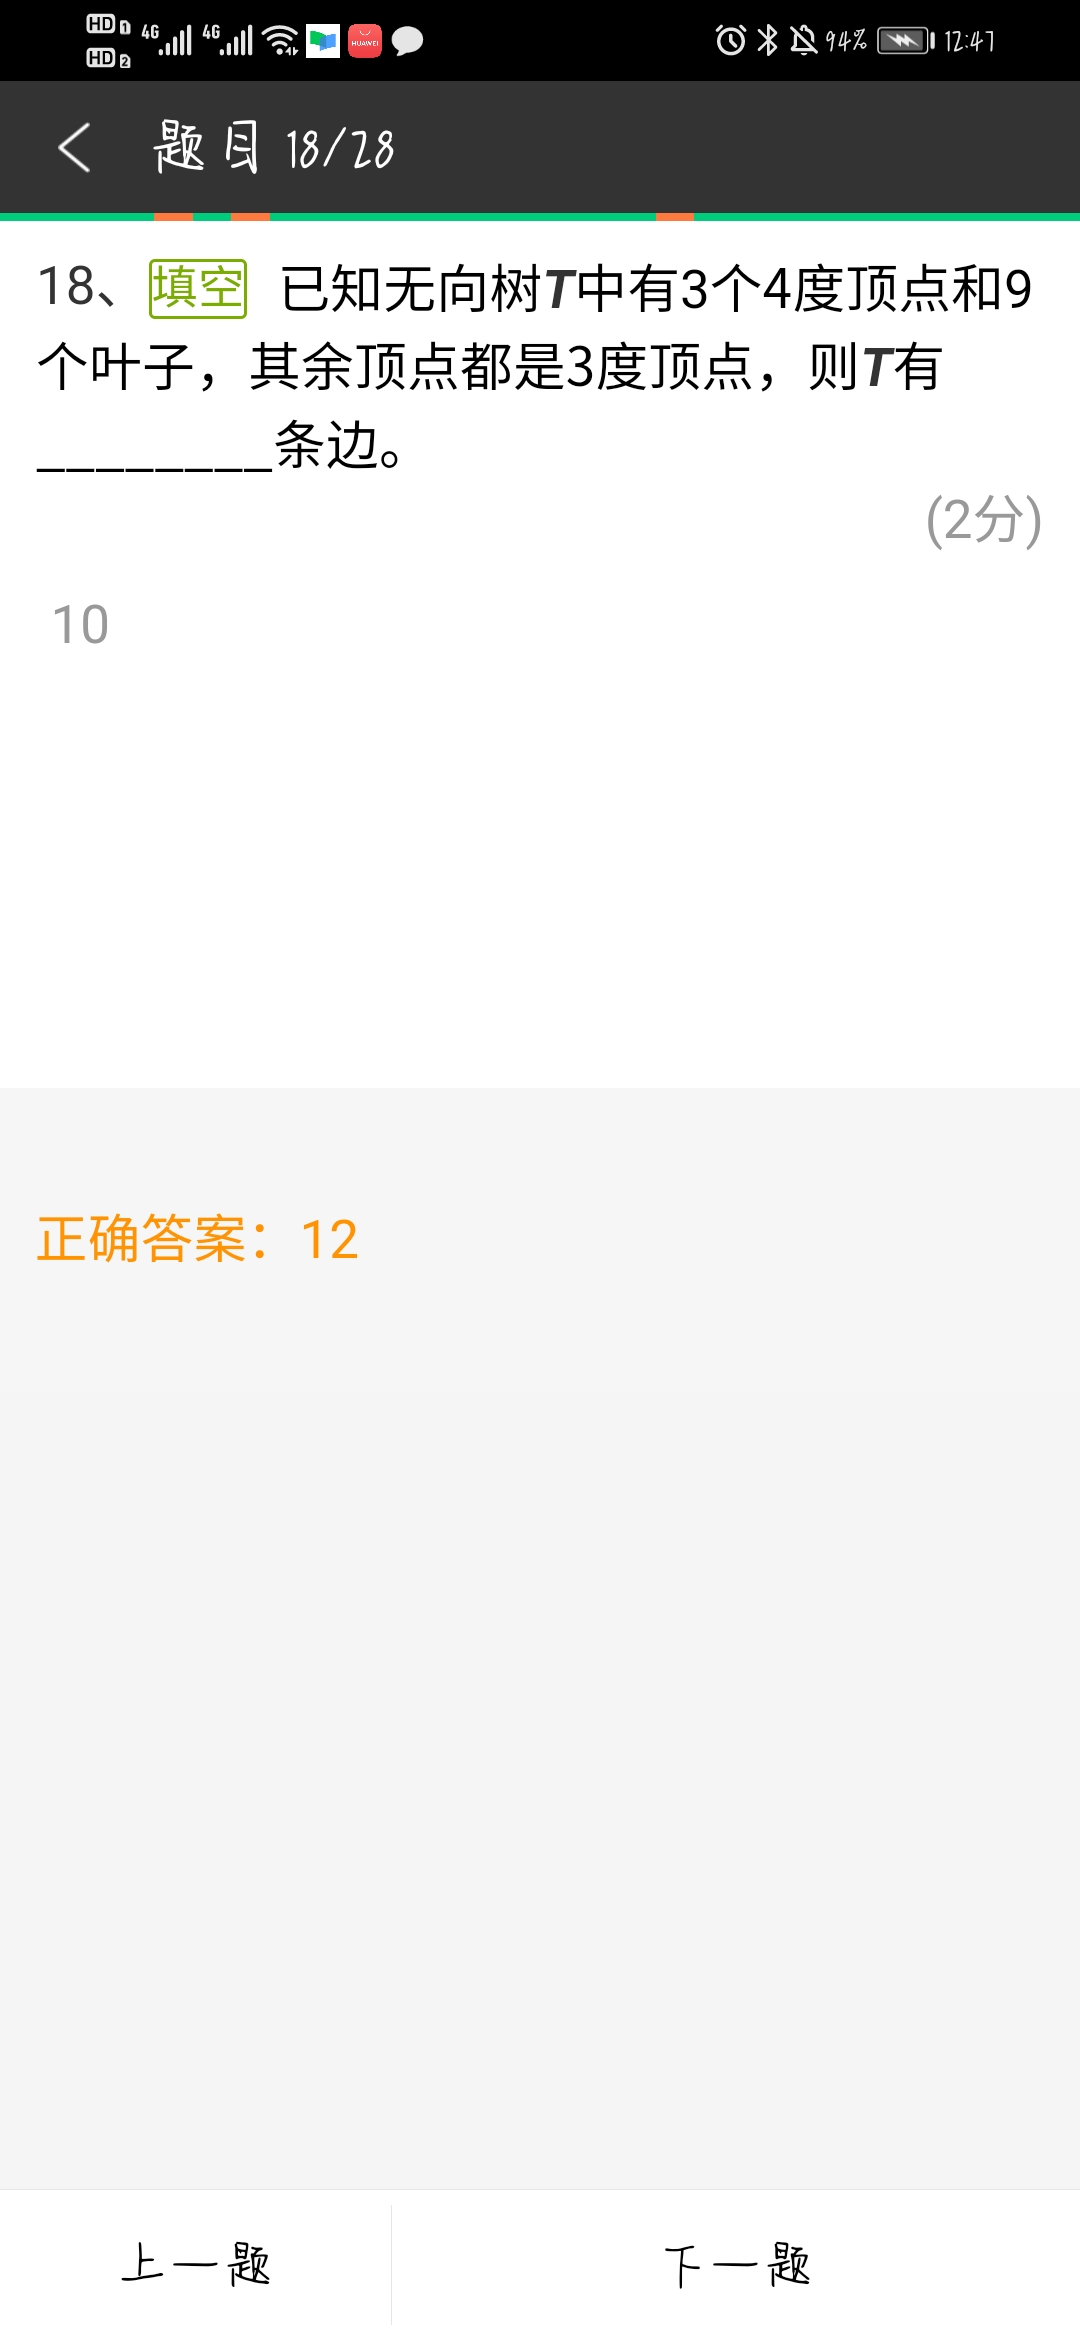 HD 1 4G 4G HUAWEI 94% 12:47
HD 2
题目 18/28
18、 填空 已知无向树T中有3个4度顶点和9
个叶子，其余顶点都是3度顶点，则T有
________条边。
(2分)
10
正确答案：12
上一题 下一题